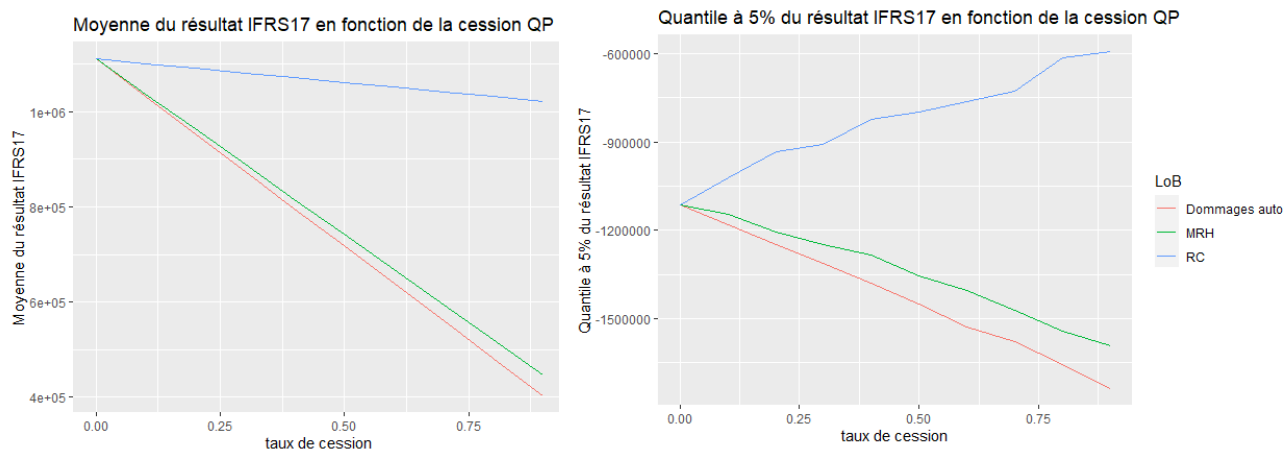 Moyenne du résultat IFRS17 en fonction de la cession QP
Moyenne du résultat IFRS17
1e+06
8e+05
6e+05
4e+05
0.00
0.25
0.50
0.75
taux de cession
Quantile à 5% du résultat IFRS17 en fonction de la cession QP
Quantile à 5% du résultat IFRS17
-600000
-900000
-1200000
-1500000
0.00
0.25
0.50
0.75
taux de cession
LoB
Dommages auto
MRH
RC